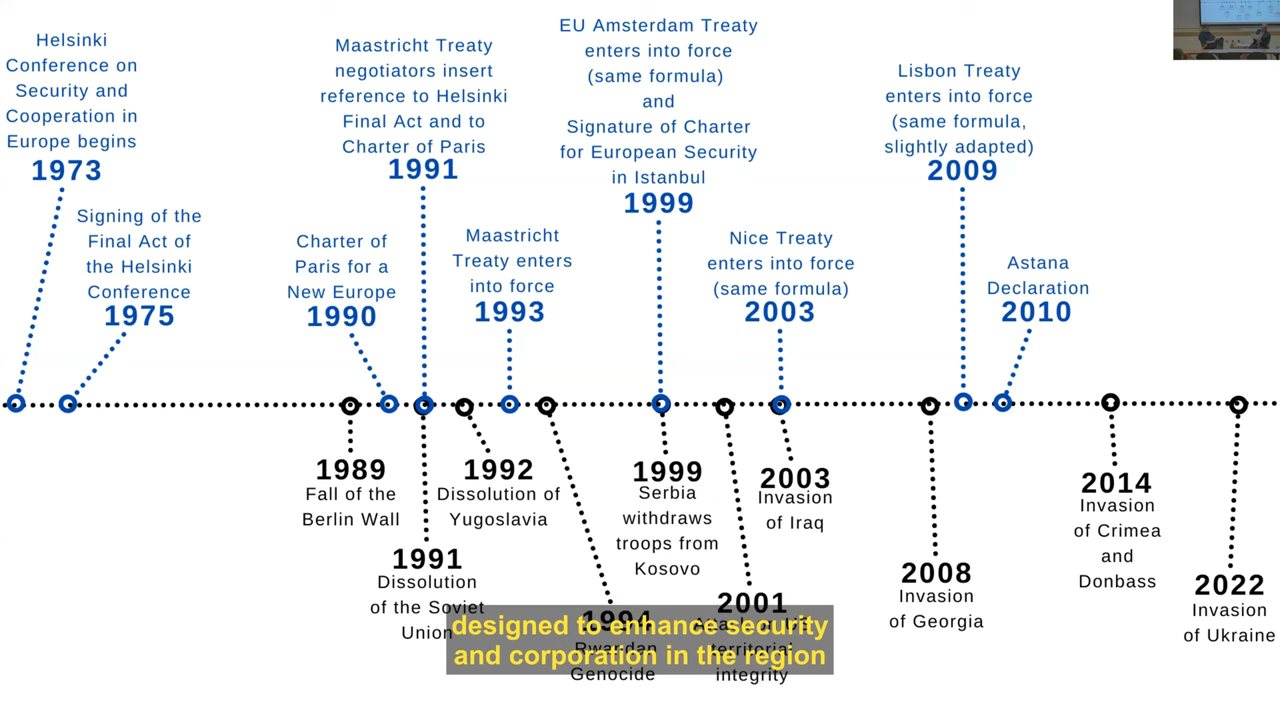 Helsinki
Conference on
Security and
Cooperation in
Europe begins
1973
Signing of the
Final Act of
the Helsinki
Conference
1975
Charter of
Paris for a
New Europe
1990
Maastricht Treaty
negotiators insert
reference to Helsinki
Final Act and to
Charter of Paris
1991
Maastricht
Treaty enters
into force
1993
EU Amsterdam Treaty
enters into force
(same formula)
and
Signature of Charter
for European Security
in Istanbul
1999
Nice Treaty
enters into force
(same formula)
2003
Lisbon Treaty
enters into force
(same formula,
slightly adapted)
2009
Astana
Declaration
2010
1989
Fall of the
Berlin Wall
1991
Dissolution
of the Soviet
Union
1992
Dissolution of
Yugoslavia
1994
Rwandan
Genocide
1999
Serbia
withdraws
troops from
Kosovo
2001
territorial
integrity
2003
Invasion
of Iraq
2008
Invasion
of Georgia
2014
Invasion
of Crimea
and
Donbass
2022
Invasion
of Ukraine
designed to enhance security
and corporation in the region